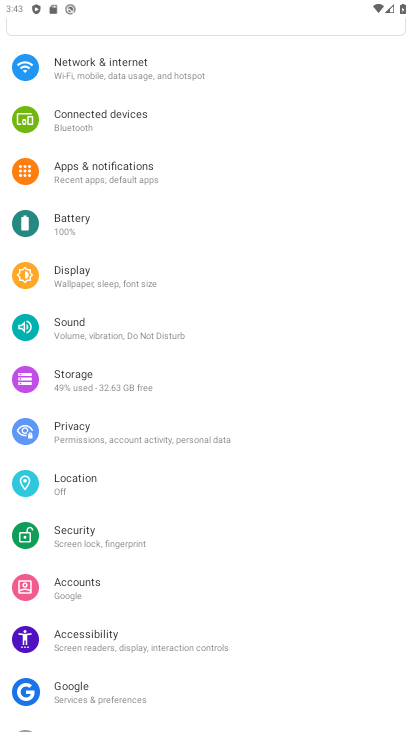 3:43
Network & internet
Wi-Fi, mobile, data usage, and hotspot
Connected devices
Bluetooth
Apps & notifications
Recent apps, default apps
Battery
100%
Display
Wallpaper, sleep, font size
Sound
Volume, vibration, Do Not Disturb
Storage
49% used - 32.63 GB free
Privacy
Permissions, account activity, personal data
Location
Off
Security
Screen lock, fingerprint
Accounts
Google
Accessibility
Screen readers, display, interaction controls
Google
Services & preferences